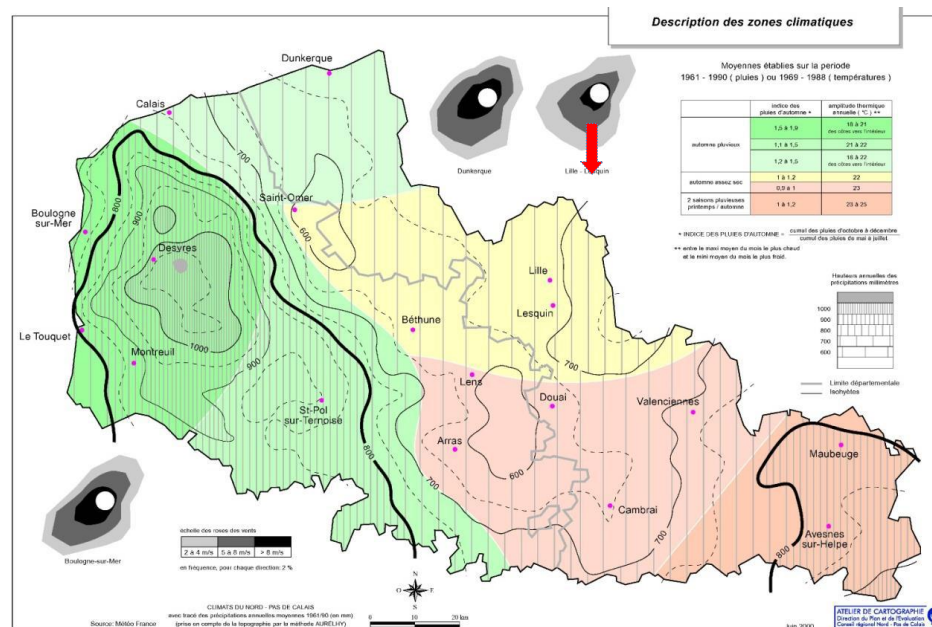 Description des zones climatiques
Moyennes établies sur la periode
1961 - 1990 ( pluies ) ou 1969 - 1988 ( températures )
indice des
pluies d'automne *
amplitude thermique
annuelle ( °C ) **
automne pluvieux
1,5 à 1,9
18 à 21
des côtes vers l'intérieur
1,1 à 1,5
21 à 22
1,2 à 1,5
18 à 22
des côtes vers l'intérieur
automne assez sec
1 à 1,2
22
0,9 à 1
23
2 saisons pluvieuses
printemps / automne
1 à 1,2
23 à 25
* INDICE DES PLUIES D'AUTOMNE = cumul des pluies d'octobre à décembre
cumul des pluies de mai à juillet
** entre le maxi moyen du mois le plus chaud
et le mini moyen du mois le plus froid.
Hauteurs annuelles des
précipitations millimètres
1000
900
800
700
600
Limite départementale
Isohyètes
Dunkerque
Calais
Dunkerque
Lille - Lesquin
700
800
900
Saint-Omer
600
Boulogne
sur-Mer
Desvres
Lille
Lesquin
Béthune
Le Touquet
1000
Montreuil
900
700
Lens
Douai
Valenciennes
St-Pol
sur-Ternoise
800
Arras
600
Maubeuge
700
Cambrai
700
Avesnes
sur-Helpe
800
Boulogne-sur-Mer
échelle des roses des vents
2 à 4 m/s
5 à 8 m/s
> 8 m/s
en fréquence, pour chaque direction: 2 %
N
O
E
S
CLIMATS DU NORD - PAS DE CALAIS
avec tracé des précipitations annuelles moyennes 1961/90 (en mm)
(prise en compte de la topographie par la méthode AURELHY)
Source: Météo France
0
10
20 km
juin 2000
ATELIER DE CARTOGRAPHIE
Direction du Plan et de l'Evaluation
Conseil régional Nord - Pas de Calais